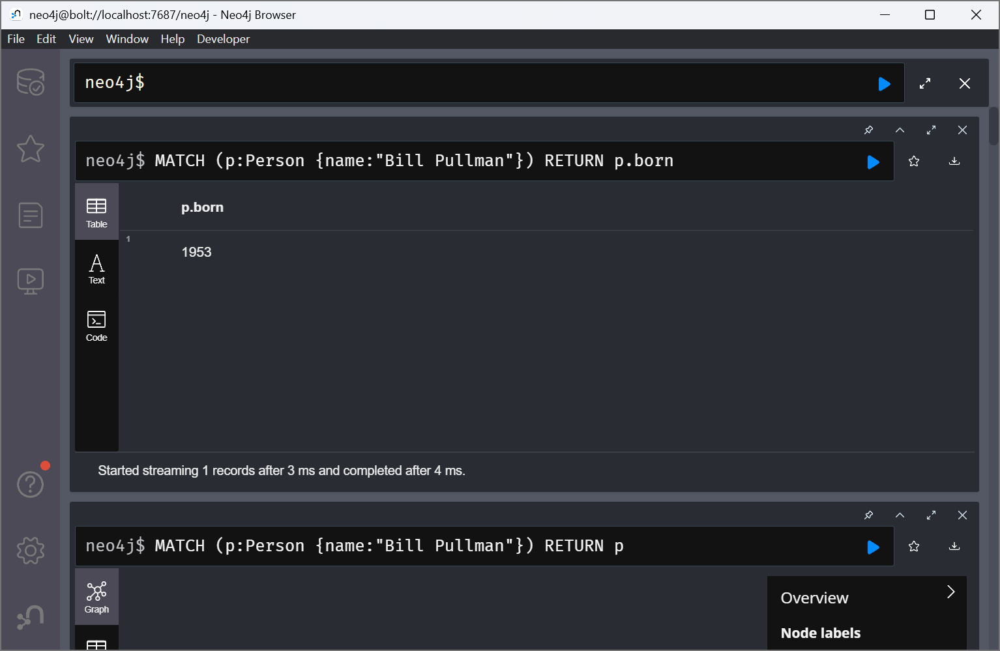 neo4j@bolt://localhost:7687/neo4j - Neo4j Browser
File Edit View Window Help Developer
neo4j$
neo4j$ MATCH (p:Person {name:"Bill Pullman"}) RETURN p.born
Table
p.born
1
1953
Text
Code
Started streaming 1 records after 3 ms and completed after 4 ms.
neo4j$ MATCH (p:Person {name:"Bill Pullman"}) RETURN p
Graph
Overview
Node labels